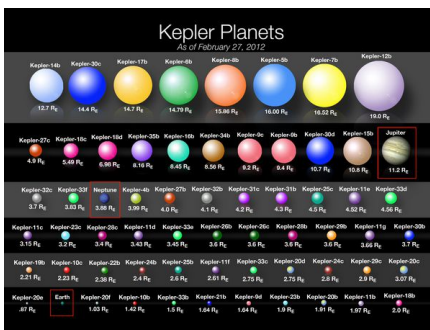 Kepler Planets
As of February 27, 2012
Kepler-14b Kepler-30c Kepler-17b Kepler-6b Kepler-8b Kepler-5b Kepler-7b Kepler-12b
12.7 RE 14.4 RE 14.7 RE 14.79 RE 15.86 RE 16.00 RE 16.52 RE 19.0 RE
Kepler-27c Kepler-18c Kepler-18d Kepler-35b Kepler-16b Kepler-34b Kepler-9c Kepler-9b Kepler-30d Kepler-15b Jupiter
4.9 RE 5.49 RE 6.98 RE 8.16 RE 8.45 RE 8.56 RE 9.2 RE 9.4 RE 10.7 RE 10.8 RE 11.2 RE
Kepler-32c Kepler-33f Neptune Kepler-4b Kepler-27b Kepler-32b Kepler-31c Kepler-31b Kepler-25c Kepler-11e Kepler-33d
3.7 RE 3.83 RE 3.88 RE 3.99 RE 4.0 RE 4.1 RE 4.2 RE 4.3 RE 4.5 RE 4.52 RE 4.56 RE
Kepler-11c Kepler-23c Kepler-28c Kepler-11d Kepler-33e Kepler-26b Kepler-26c Kepler-28b Kepler-29b Kepler-11g Kepler-30b
3.15 RE 3.2 RE 3.4 RE 3.43 RE 3.45 RE 3.6 RE 3.6 RE 3.6 RE 3.6 RE 3.66 RE 3.7 RE
Kepler-19b Kepler-10c Kepler-22b Kepler-24b Kepler-25b Kepler-11f Kepler-33c Kepler-20d Kepler-24c Kepler-29c Kepler-20c
2.21 RE 2.23 RE 2.38 RE 2.4 RE 2.6 RE 2.61 RE 2.75 RE 2.75 RE 2.8 RE 2.9 RE 3.07 RE
Kepler-20e Earth Kepler-20f Kepler-10b Kepler-33b Kepler-21b Kepler-9d Kepler-23b Kepler-20b Kepler-11b Kepler-18b
.87 RE 1.03 RE 1.42 RE 1.5 RE 1.64 RE 1.64 RE 1.9 RE 1.91 RE 1.97 RE 2.0 RE